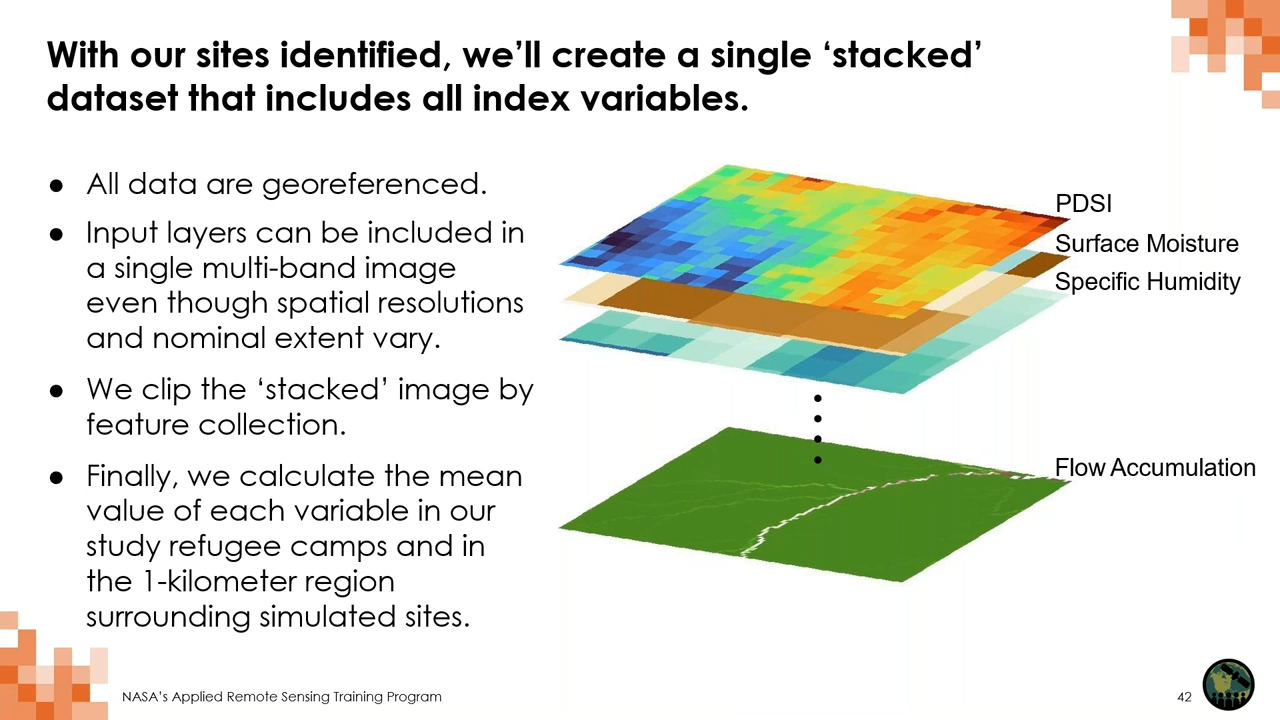 With our sites identified, we’ll create a single ‘stacked’
dataset that includes all index variables.
● All data are georeferenced.
● Input layers can be included in
a single multi-band image
even though spatial resolutions
and nominal extent vary.
● We clip the ‘stacked’ image by
feature collection.
● Finally, we calculate the mean
value of each variable in our
study refugee camps and in
the 1-kilometer region
surrounding simulated sites.
PDSI
Surface Moisture
Specific Humidity
Flow Accumulation
NASA’s Applied Remote Sensing Training Program
42